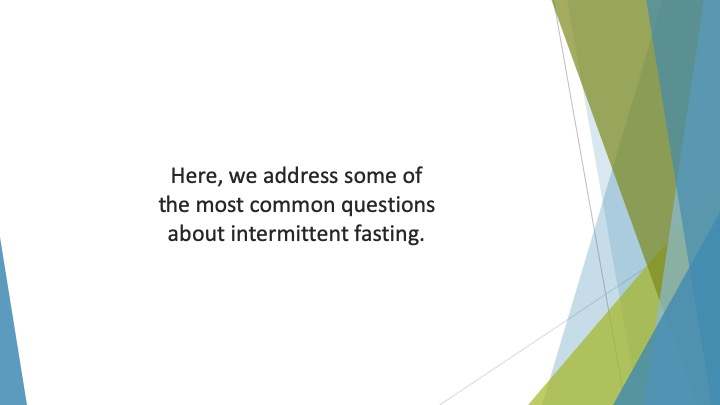 Here, we address some of
the most common questions
about intermittent fasting.